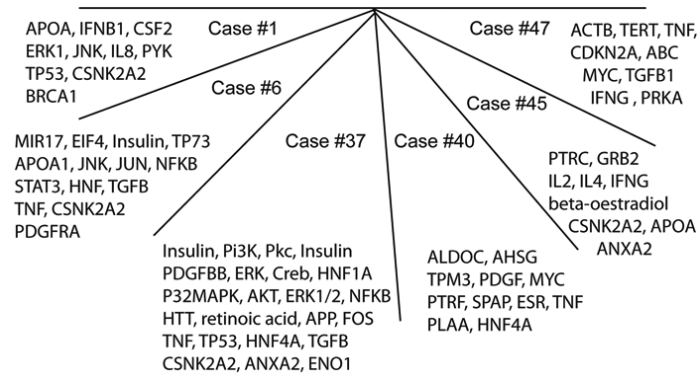 Case #1
APOA, IFNB1, CSF2
ERK1, JNK, IL8, PYK
TP53, CSNK2A2
BRCA1
Case #6
MIR17, EIF4, Insulin, TP73
APOA1, JNK, JUN, NFKB
STAT3, HNF, TGFB
TNF, CSNK2A2
PDGFRA
Case #37
Insulin, Pi3K, Pkc, Insulin
PDGFBB, ERK, Creb, HNF1A
P32MAPK, AKT, ERK1/2, NFKB
HTT, retinoic acid, APP, FOS
TNF, TP53, HNF4A, TGFB
CSNK2A2, ANXA2, ENO1
Case #40
ALDOC, AHSG
TPM3, PDGF, MYC
PTRF, SPAP, ESR, TNF
PLAA, HNF4A
Case #45
PTRC, GRB2
IL2, IL4, IFNG
beta-oestradiol
CSNK2A2, APOA
ANXA2
Case #47
ACTB, TERT, TNF,
CDKN2A, ABC
MYC, TGFB1
IFNG , PRKA